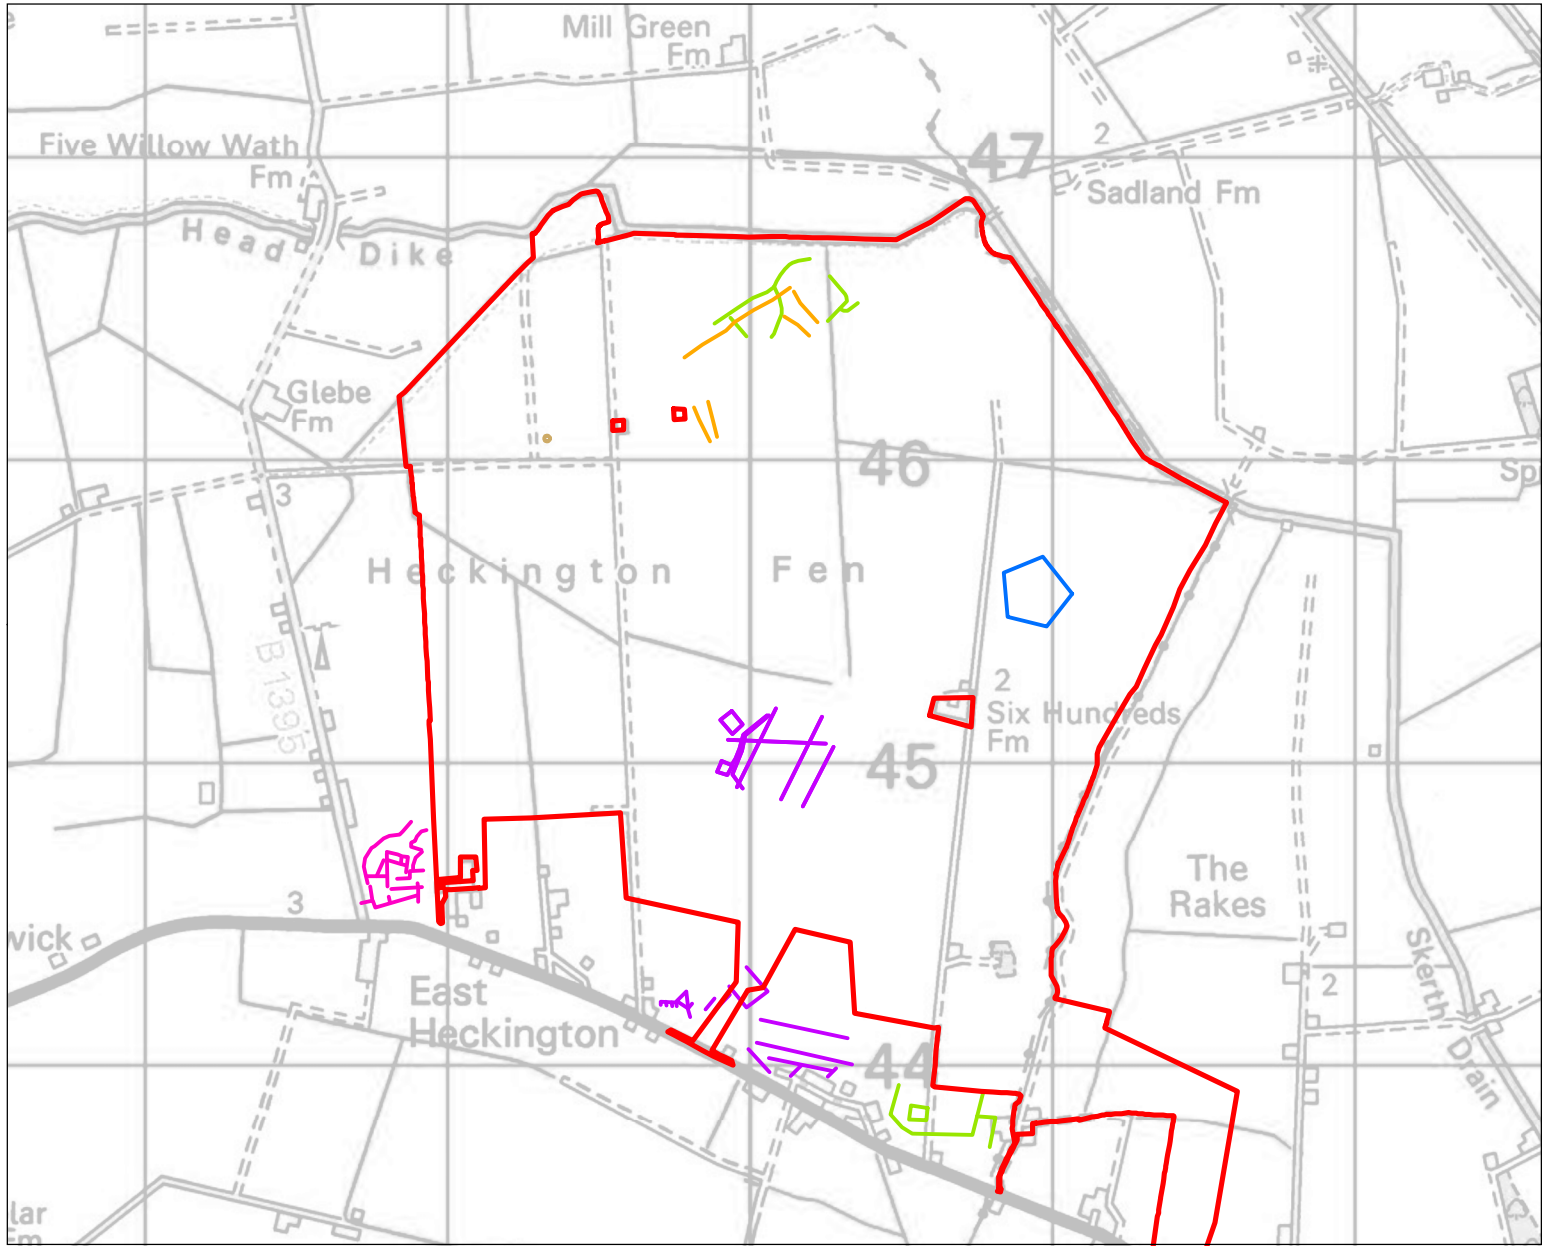 Mill Green
Fm
47
2
Five Willow Wath
Fm
Sadland Fm
Head Dike
Glebe
Fm
46
Sp
3
Heckington Fen
B1395
2
Six Hundreds
Fm
45
The
Rakes
3
wick
East
Heckington
2
Skerth
Drain
44
lar
Fm